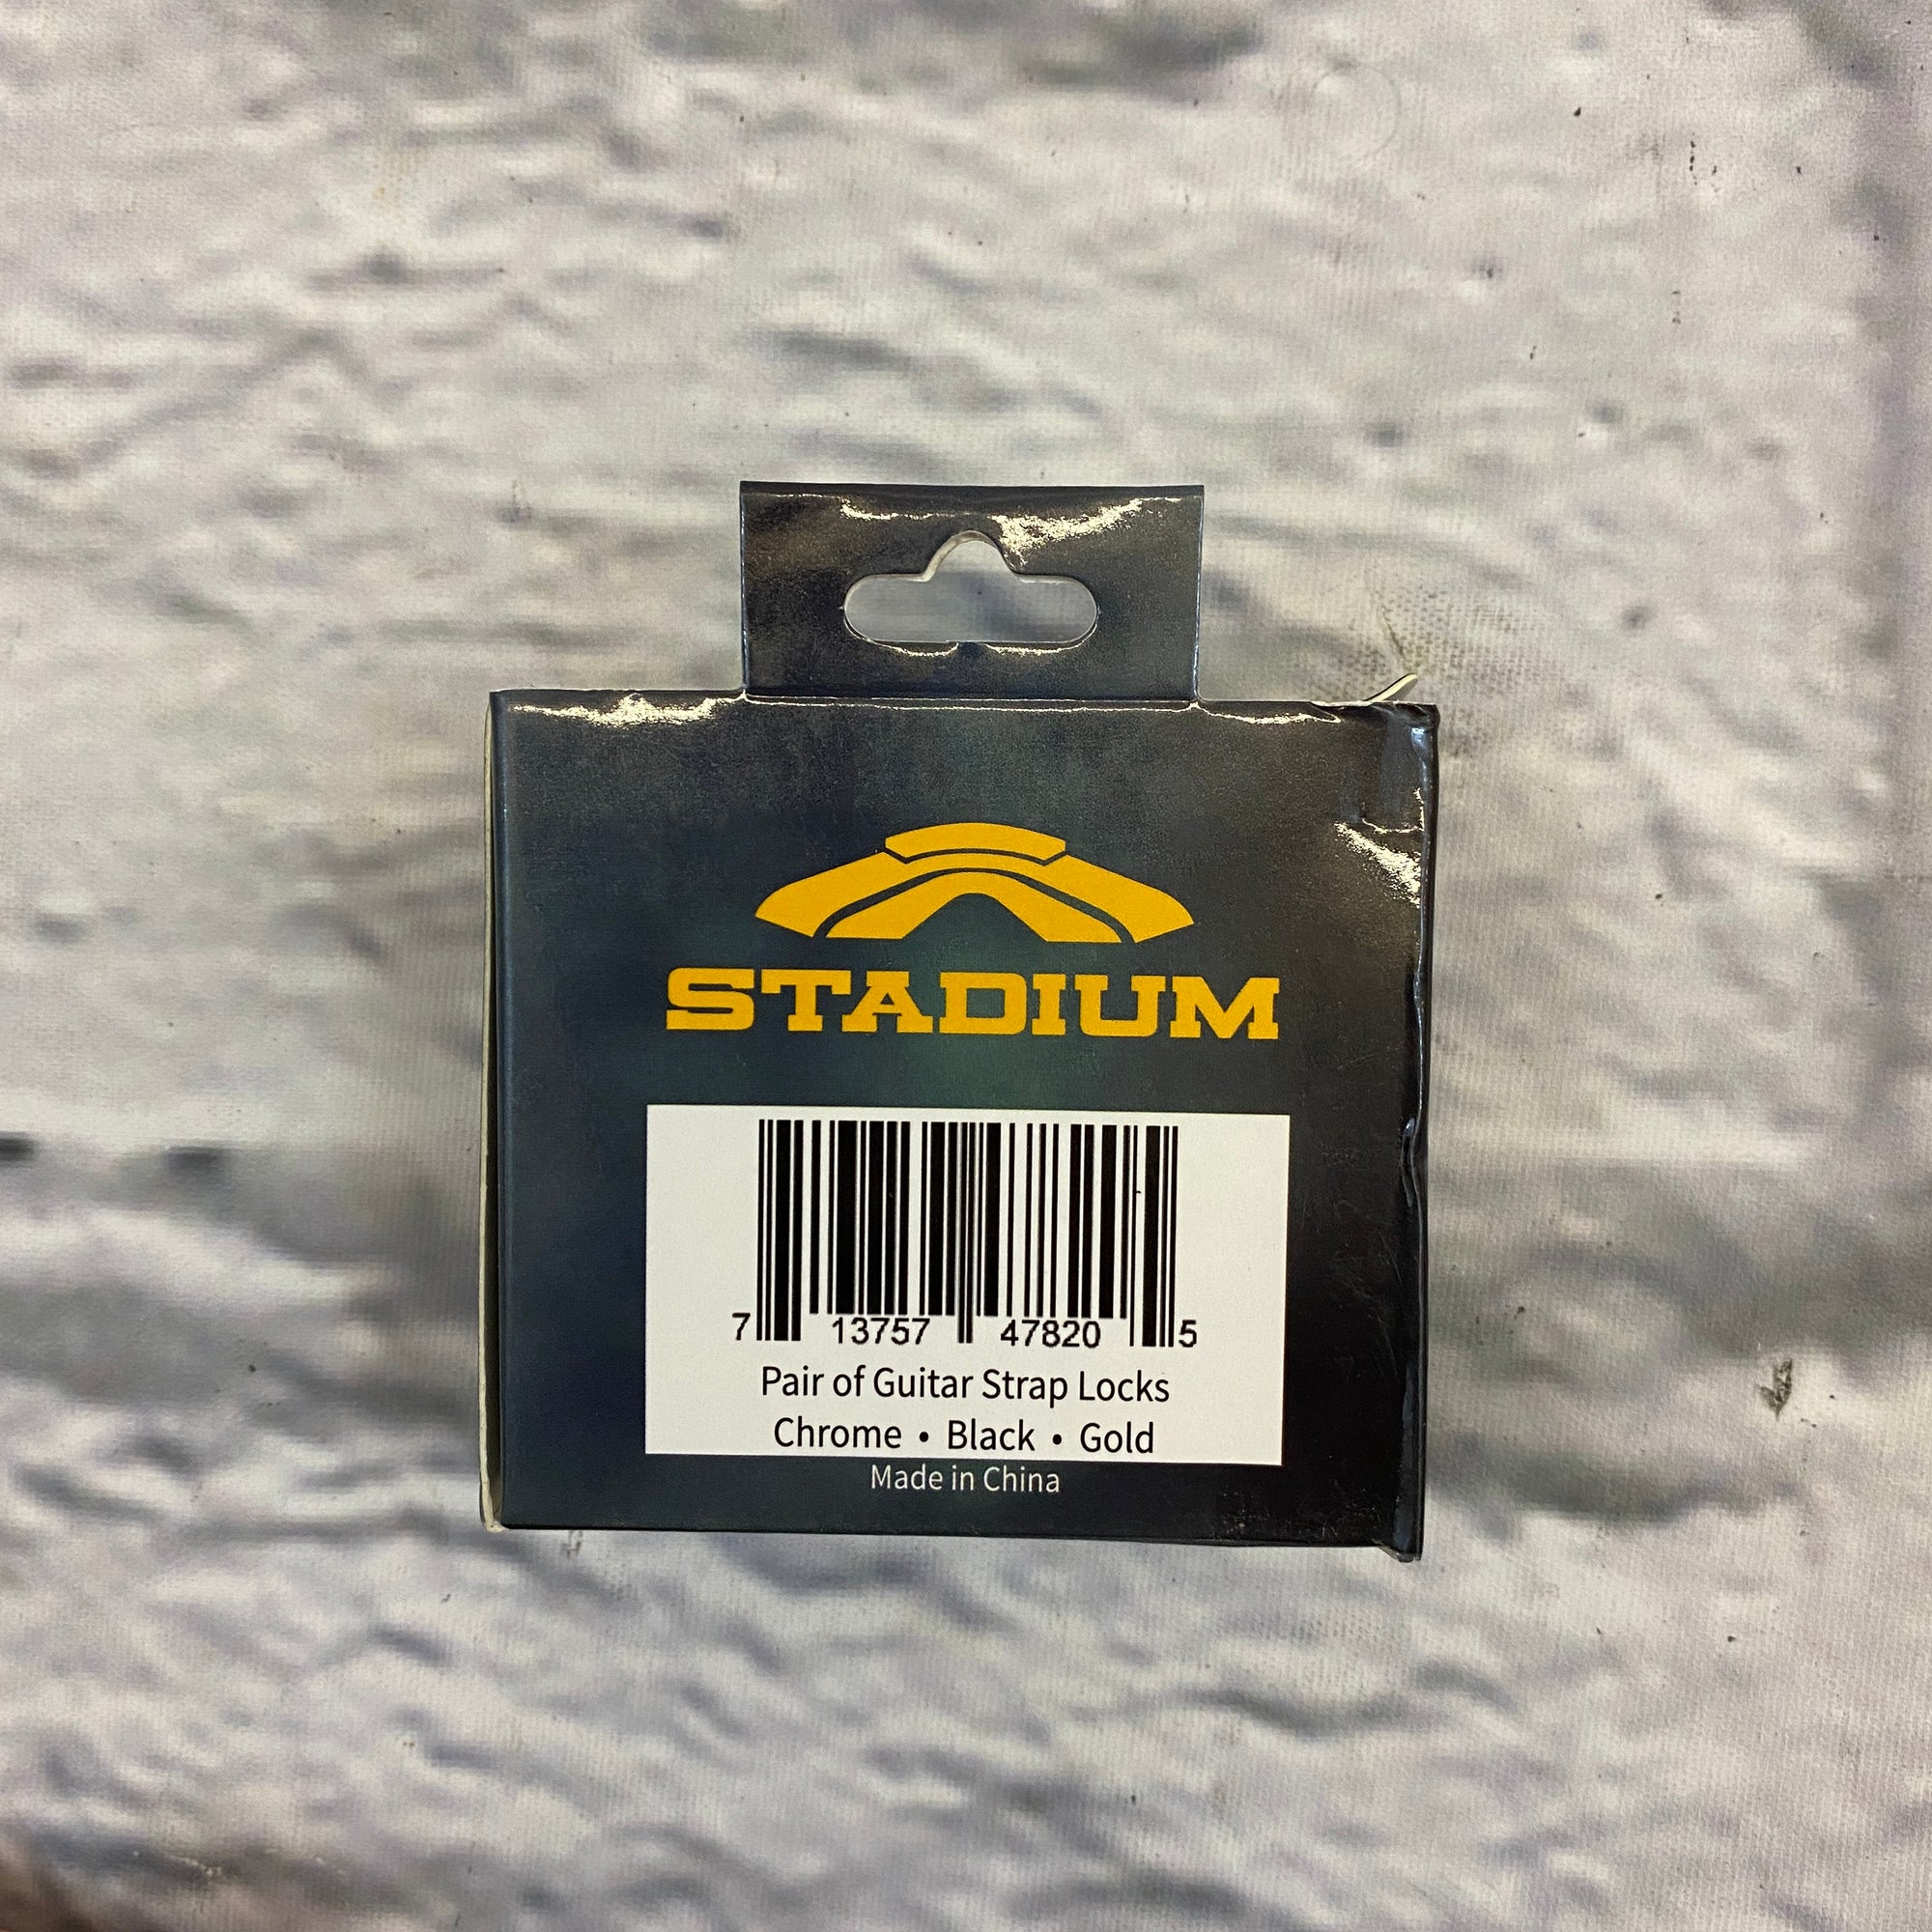 STADIUM
7 13757 47820 5
Pair of Guitar Strap Locks
Chrome • Black • Gold
Made in China